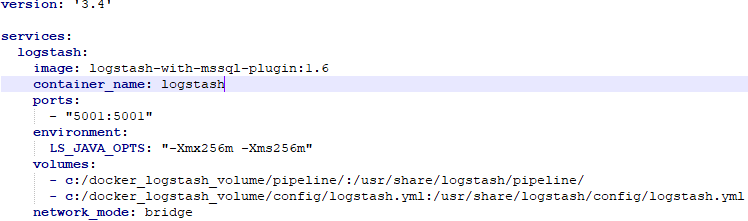 version: '3.4'
services:
logstash:
image: logstash-with-mssql-plugin:1.6
container_name: logstash
ports:
- "5001:5001"
environment:
LS_JAVA_OPTS: "-Xmx256m -Xms256m"
volumes:
- c:/docker_logstash_volume/pipeline/:/usr/share/logstash/pipeline/
- c:/docker_logstash_volume/config/logstash.yml:/usr/share/logstash/config/logstash.yml
network_mode: bridge